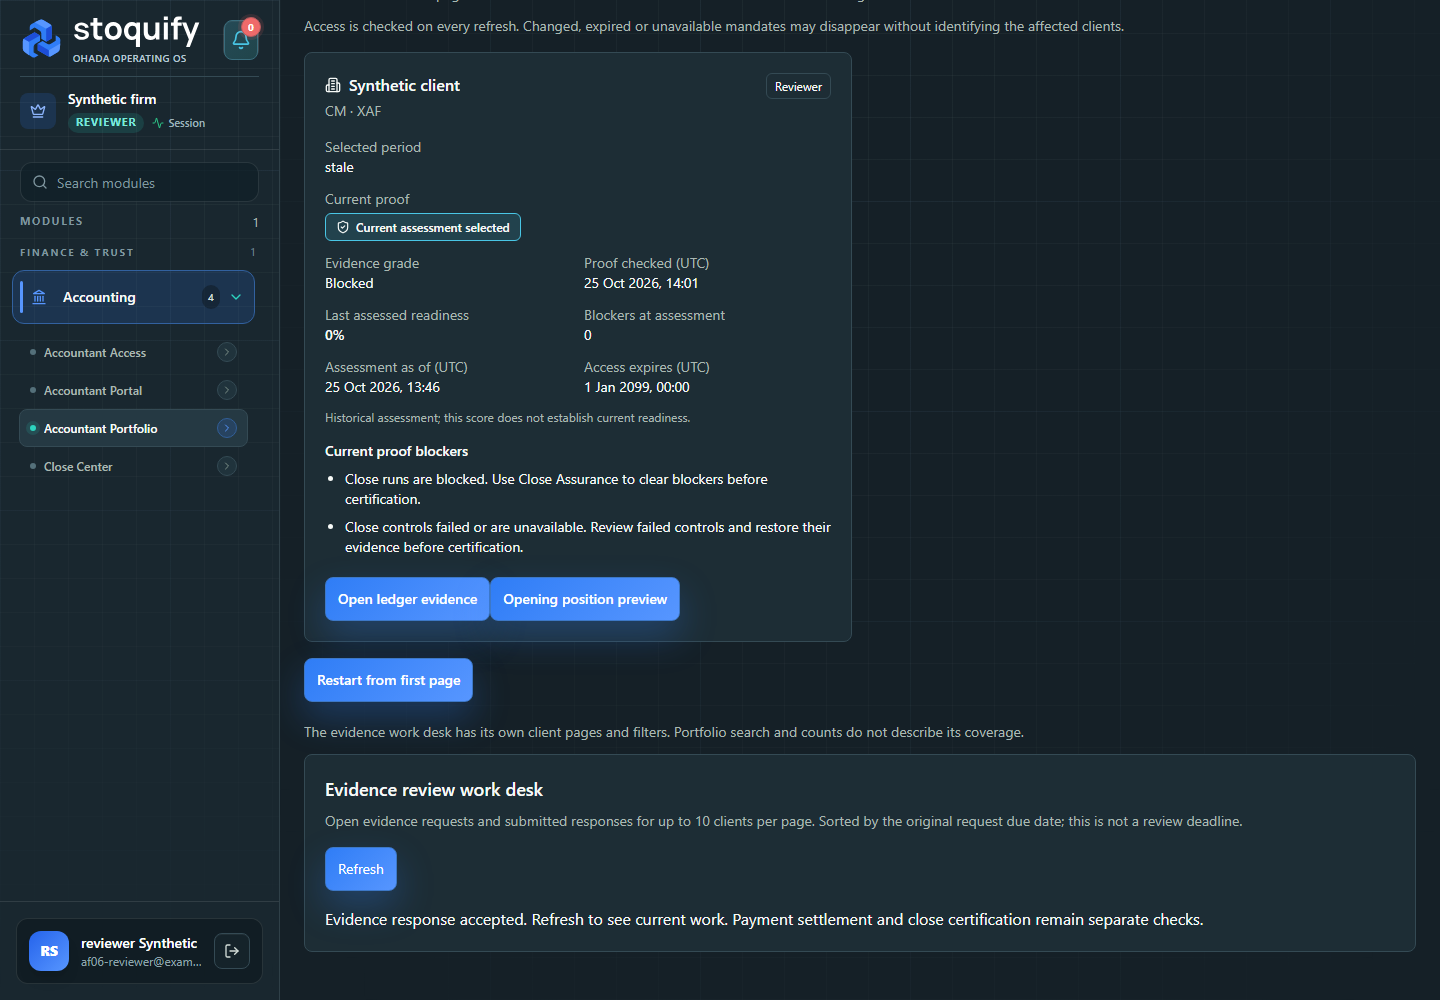 stoquify
OHADA OPERATING OS
0
Synthetic firm
REVIEWER
Session
Search modules
MODULES
1
FINANCE & TRUST
1
Accounting
4
Accountant Access
Accountant Portal
Accountant Portfolio
Close Center
RS
reviewer Synthetic
af06-reviewer@exam...
Access is checked on every refresh. Changed, expired or unavailable mandates may disappear without identifying the affected clients.
Synthetic client
Reviewer
CM · XAF
Selected period
stale
Current proof
Current assessment selected
Evidence grade
Blocked
Proof checked (UTC)
25 Oct 2026, 14:01
Last assessed readiness
0%
Blockers at assessment
0
Assessment as of (UTC)
25 Oct 2026, 13:46
Access expires (UTC)
1 Jan 2099, 00:00
Historical assessment; this score does not establish current readiness.
Current proof blockers
Close runs are blocked. Use Close Assurance to clear blockers before
certification.
Close controls failed or are unavailable. Review failed controls and restore their
evidence before certification.
Open ledger evidence
Opening position preview
Restart from first page
The evidence work desk has its own client pages and filters. Portfolio search and counts do not describe its coverage.
Evidence review work desk
Open evidence requests and submitted responses for up to 10 clients per page. Sorted by the original request due date; this is not a review deadline.
Refresh
Evidence response accepted. Refresh to see current work. Payment settlement and close certification remain separate checks.